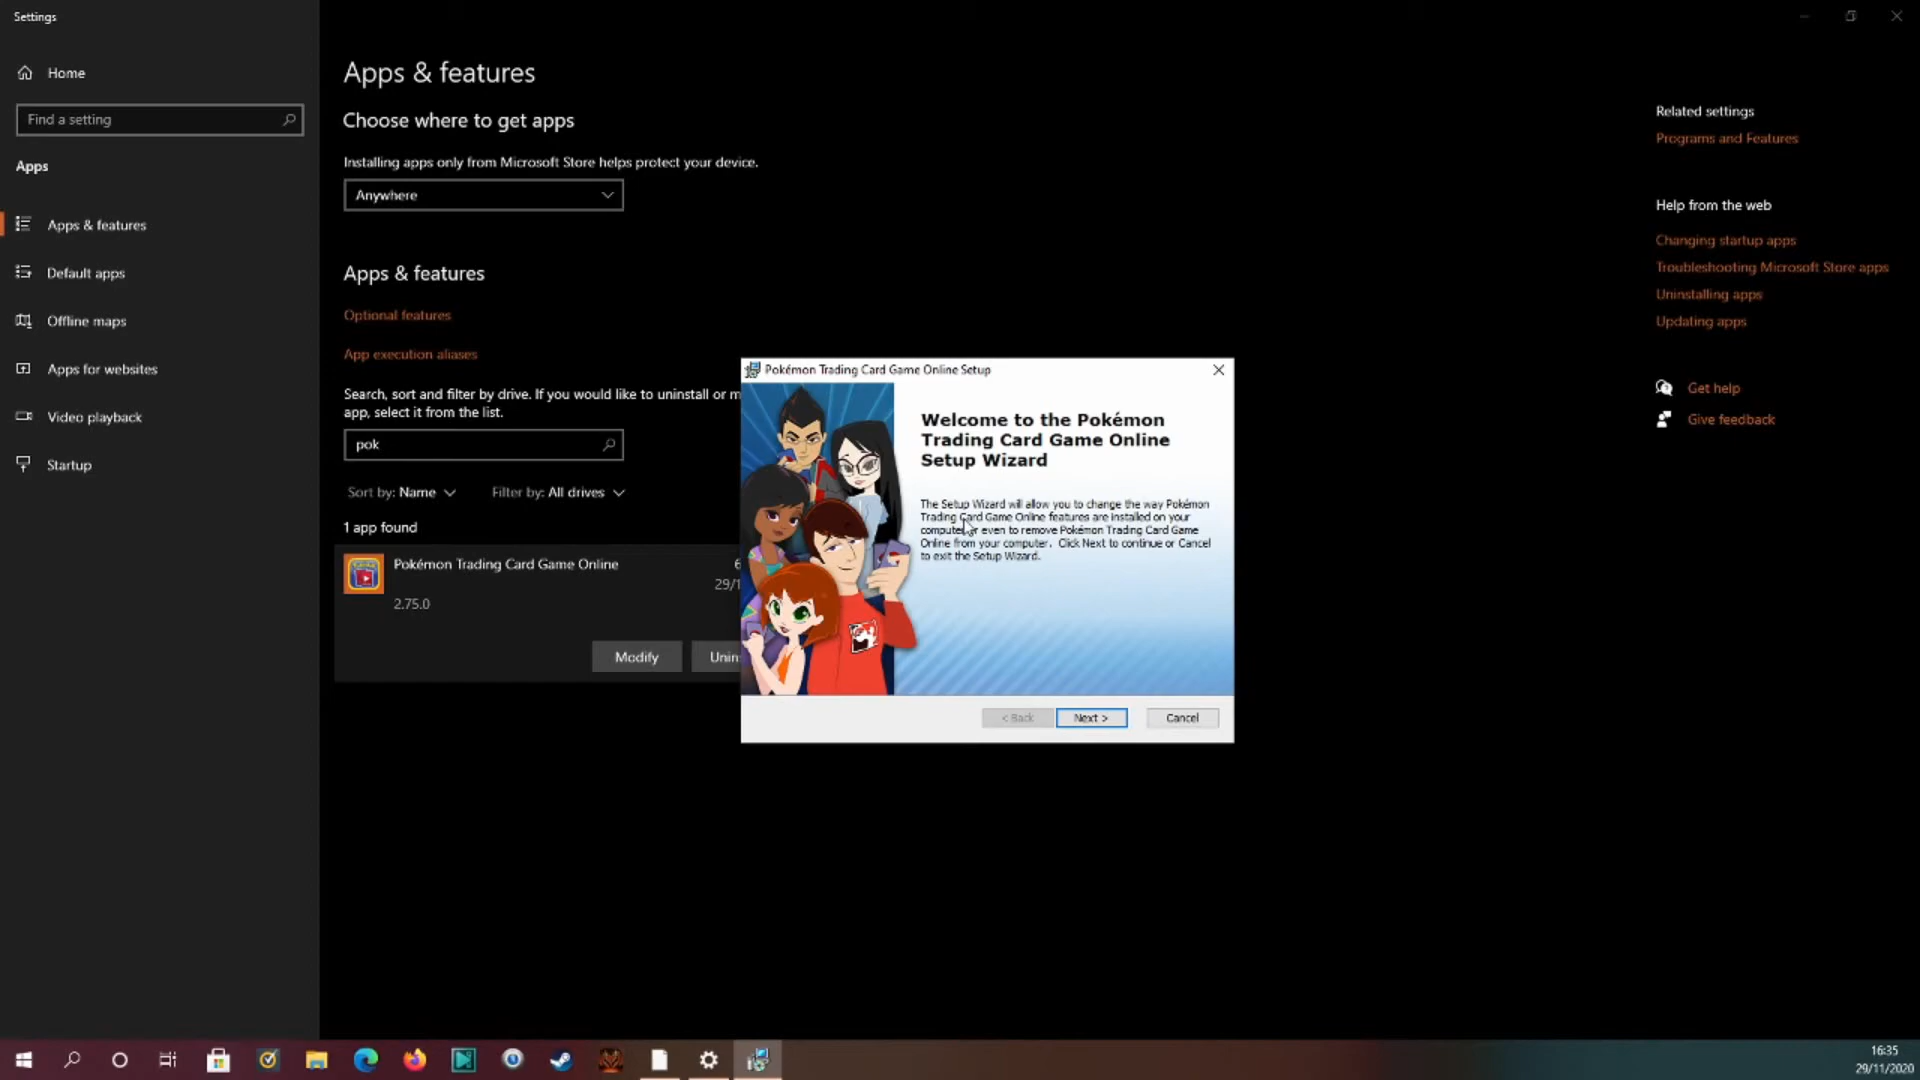 Settings
Home
Find a setting
Apps
Apps & features
Default apps
Offline maps
Apps for websites
Video playback
Startup
Apps & features
Choose where to get apps
Installing apps only from Microsoft Store helps protect your device.
Anywhere
Apps & features
Optional features
App execution aliases
Search, sort and filter by drive. If you would like to uninstall or m
app, select it from the list.
pok
Sort by: Name
Filter by: All drives
1 app found
Pokémon Trading Card Game Online
29/1
2.75.0
Modify
Unin
Pokémon Trading Card Game Online Setup
Welcome to the Pokémon
Trading Card Game Online
Setup Wizard
The Setup Wizard will allow you to change the way Pokémon
Trading Card Game Online features are installed on your
computer even to remove Pokémon Trading Card Game
Online from your computer. Click Next to continue or Cancel
to exit the Setup Wizard.
< Back
Next >
Cancel
Related settings
Programs and Features
Help from the web
Changing startup apps
Troubleshooting Microsoft Store apps
Uninstalling apps
Updating apps
Get help
Give feedback
16:35
29/11/2020